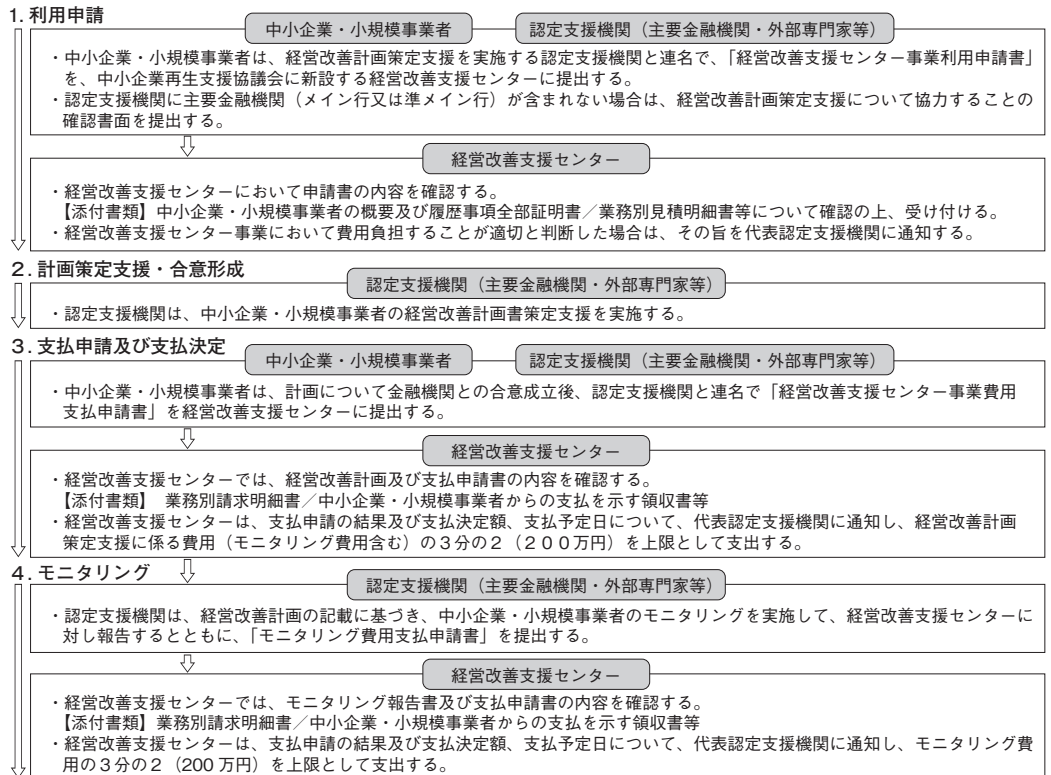 1. 利用申請
中小企業・小規模事業者
認定支援機関（主要金融機関・外部専門家等）
・中小企業・小規模事業者は、経営改善計画策定支援を実施する認定支援機関と連名で、「経営改善支援センター事業利用申請書」
を、中小企業再生支援協議会に新設する経営改善支援センターに提出する。
・認定支援機関に主要金融機関（メイン行又は準メイン行）が含まれない場合は、経営改善計画策定支援について協力することの
確認書面を提出する。
経営改善支援センター
・経営改善支援センターにおいて申請書の内容を確認する。
【添付書類】中小企業・小規模事業者の概要及び履歴事項全部証明書／業務別見積明細書等について確認の上、受け付ける。
・経営改善支援センター事業において費用負担することが適切と判断した場合は、その旨を代表認定支援機関に通知する。
2. 計画策定支援・合意形成
認定支援機関（主要金融機関・外部専門家等）
・認定支援機関は、中小企業・小規模事業者の経営改善計画書策定支援を実施する。
3. 支払申請及び支払決定
中小企業・小規模事業者
認定支援機関（主要金融機関・外部専門家等）
・中小企業・小規模事業者は、計画について金融機関との合意成立後、認定支援機関と連名で「経営改善支援センター事業費用
支払申請書」を経営改善支援センターに提出する。
経営改善支援センター
・経営改善支援センターでは、経営改善計画及び支払申請書の内容を確認する。
【添付書類】 業務別請求明細書／中小企業・小規模事業者からの支払を示す領収書等
・経営改善支援センターは、支払申請の結果及び支払決定額、支払予定日について、代表認定支援機関に通知し、経営改善計画
策定支援に係る費用（モニタリング費用含む）の３分の２（２００万円）を上限として支出する。
4. モニタリング
認定支援機関（主要金融機関・外部専門家等）
・認定支援機関は、経営改善計画の記載に基づき、中小企業・小規模事業者のモニタリングを実施して、経営改善支援センターに
対し報告するとともに、「モニタリング費用支払申請書」を提出する。
経営改善支援センター
・経営改善支援センターでは、モニタリング報告書及び支払申請書の内容を確認する。
【添付書類】業務別請求明細書／中小企業・小規模事業者からの支払を示す領収書等
・経営改善支援センターは、支払申請の結果及び支払決定額、支払予定日について、代表認定支援機関に通知し、モニタリング費
用の３分の２（200 万円）を上限として支出する。